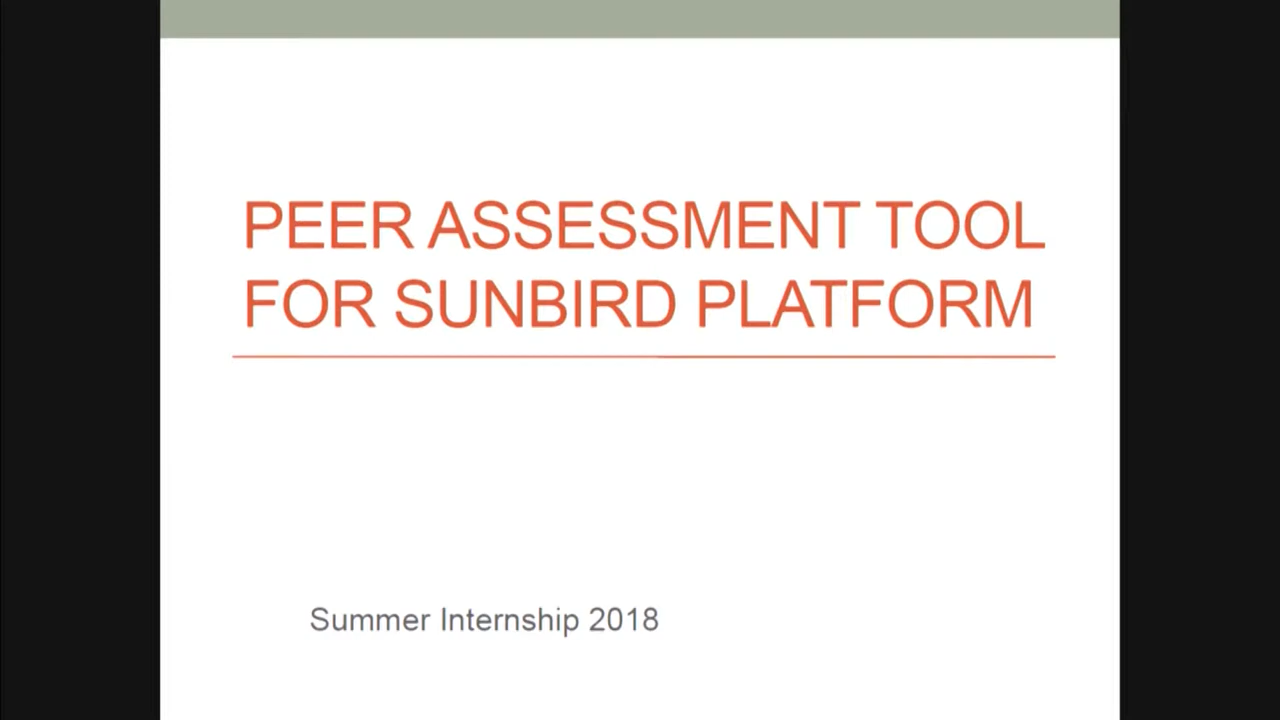 PEER ASSESSMENT TOOL
FOR SUNBIRD PLATFORM
Summer Internship 2018